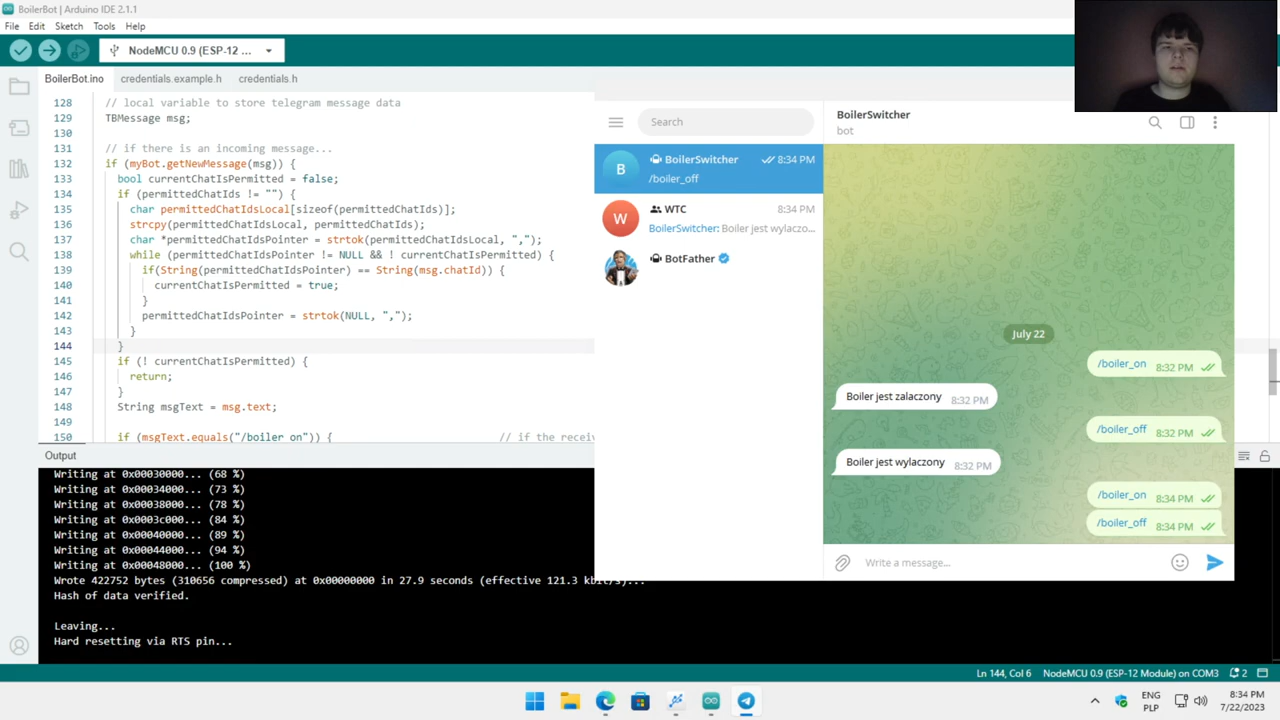 BoilerBot | Arduino IDE 2.1.1
File Edit Sketch Tools Help
NodeMCU 0.9 (ESP-12 ...
BoilerBot.ino credentials.example.h credentials.h
128 // local variable to store telegram message data
129 TBMessage msg;
130
131 // if there is an incoming message...
132 if (myBot.getNewMessage(msg)) {
133 bool currentChatIsPermitted = false;
134 if (permittedChatIds != "") {
135 char permittedChatIdsLocal[sizeof(permittedChatIds)];
136 strcpy(permittedChatIdsLocal, permittedChatIds);
137 char *permittedChatIdsPointer = strtok(permittedChatIdsLocal, ",");
138 while (permittedChatIdsPointer != NULL && ! currentChatIsPermitted) {
139 if(String(permittedChatIdsPointer) == String(msg.chatId)) {
140 currentChatIsPermitted = true;
141 }
142 permittedChatIdsPointer = strtok(NULL, ",");
143 }
144 }
145 if (! currentChatIsPermitted) {
146 return;
147 }
148 String msgText = msg.text;
149
150 if (msgText.equals("/boiler on")) { // if the recei
Output
Writing at 0x00030000... (68 %)
Writing at 0x00034000... (73 %)
Writing at 0x00038000... (78 %)
Writing at 0x0003c000... (84 %)
Writing at 0x00040000... (89 %)
Writing at 0x00044000... (94 %)
Writing at 0x00048000... (100 %)
Wrote 422752 bytes (310656 compressed) at 0x00000000 in 27.9 seconds (effective 121.3 kbit/s)...
Hash of data verified.
Leaving...
Hard resetting via RTS pin...
Search
B
BoilerSwitcher 8:34 PM
/boiler_off
W
WTC 8:34 PM
BoilerSwitcher: Boiler jest wylaczo...
BotFather
BoilerSwitcher
bot
July 22
/boiler_on 8:32 PM
Boiler jest zalaczony 8:32 PM
/boiler_off 8:32 PM
Boiler jest wylaczony 8:32 PM
/boiler_on 8:34 PM
/boiler_off 8:34 PM
Write a message...
Ln 144, Col 6 NodeMCU 0.9 (ESP-12 Module) on COM3 2
ENG
PLP
8:34 PM
7/22/2023